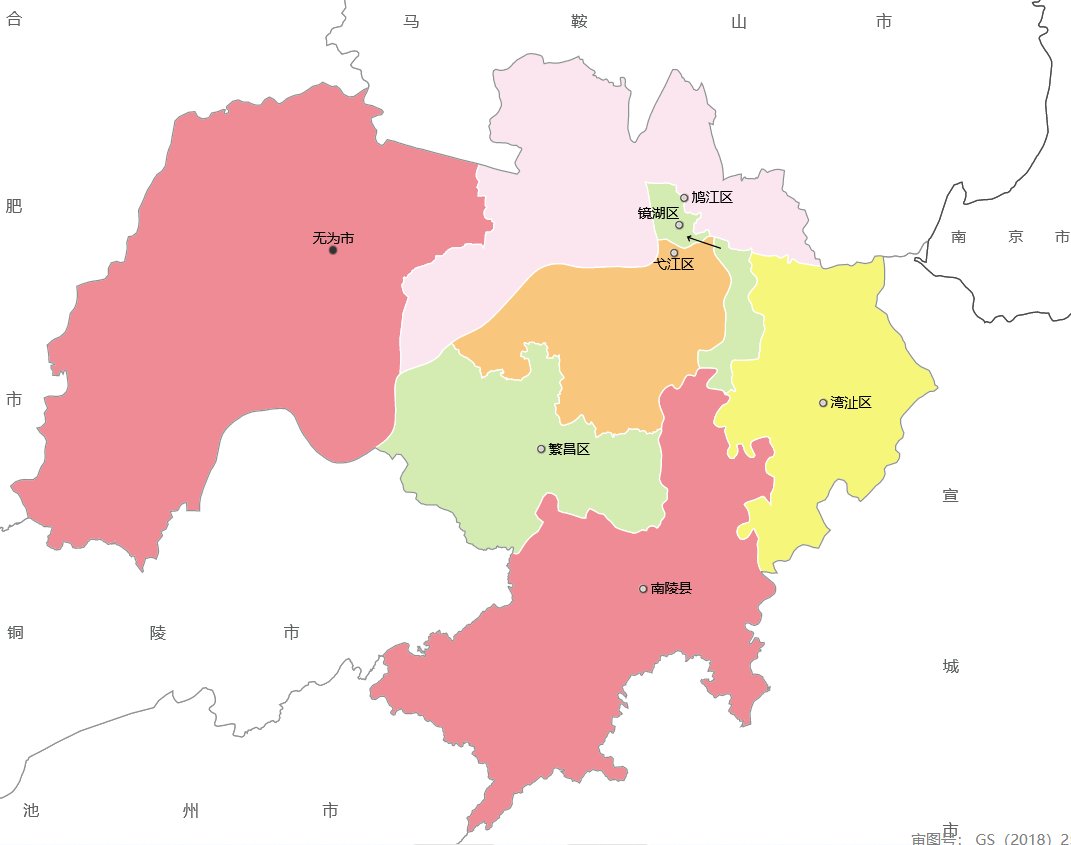 合肥市
马鞍山市
南京市
鸠江区
镜湖区
无为市
弋江区
湾沚区
繁昌区
南陵县
宣城市
铜陵市
池州市
审图号： GS（2018）2